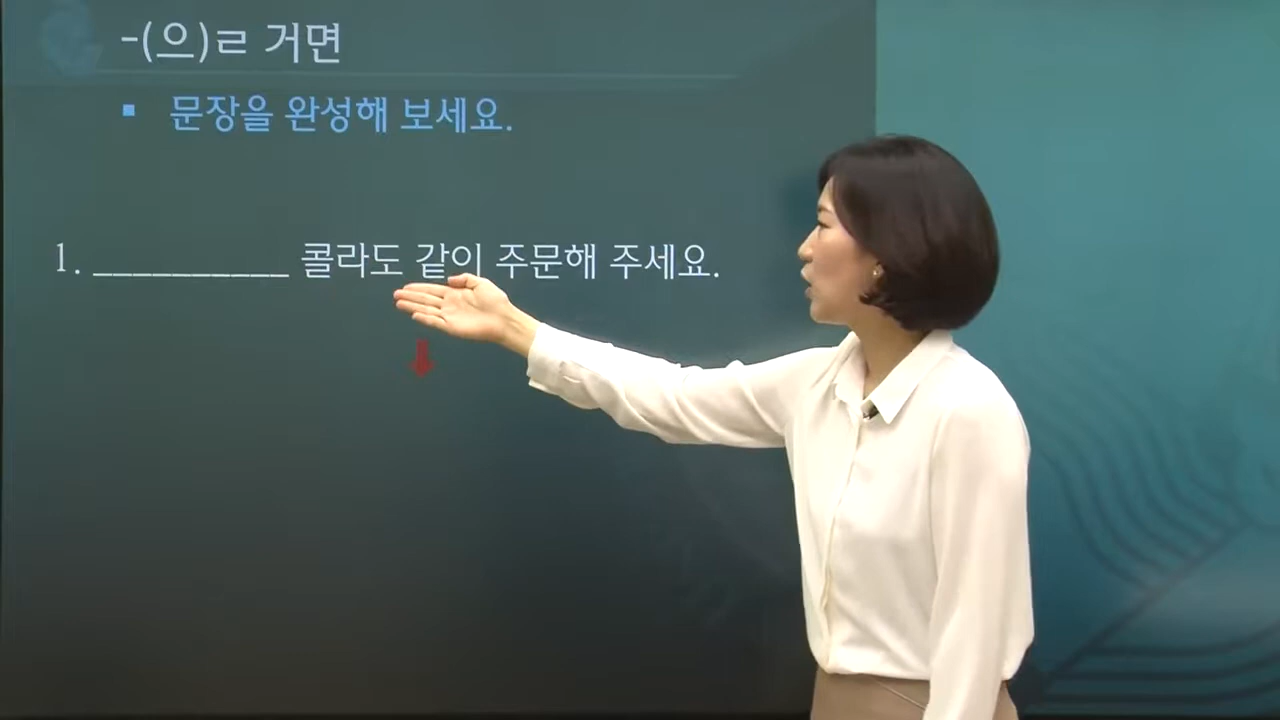 -(으)ㄹ 거면
▪ 문장을 완성해 보세요.
1. __________ 콜라도 같이 주문해 주세요.